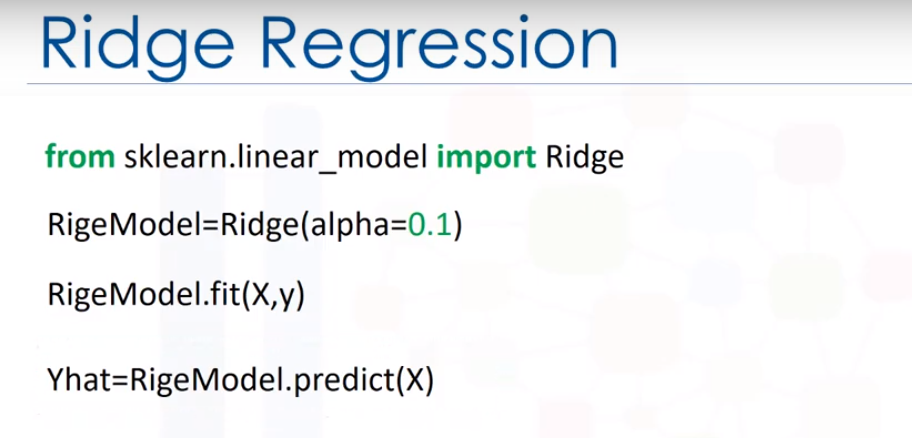 Ridge Regression
from sklearn.linear_model import Ridge
RigeModel=Ridge(alpha=0.1)
RigeModel.fit(X,y)
Yhat=RigeModel.predict(X)